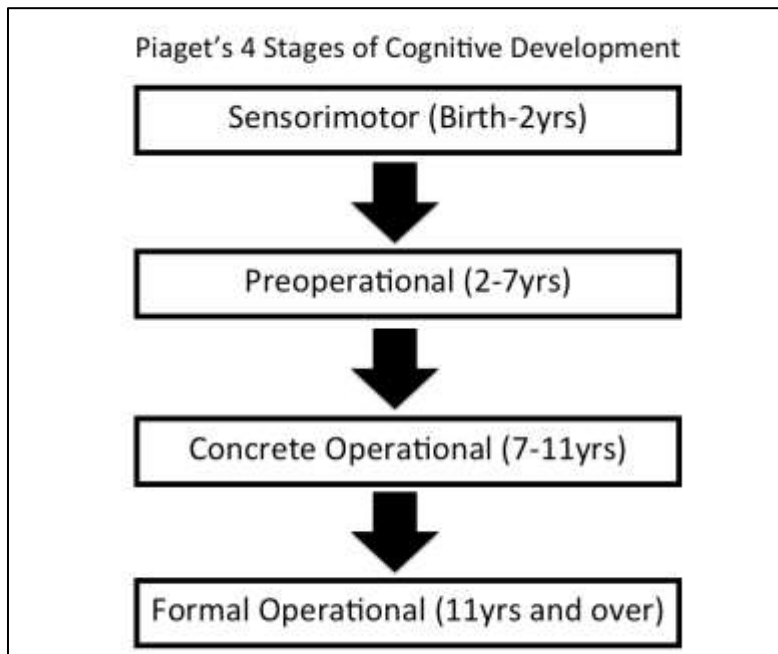 Piaget's 4 Stages of Cognitive Development
Sensorimotor (Birth-2yrs)
Preoperational (2-7yrs)
Concrete Operational (7-11yrs)
Formal Operational (11yrs and over)